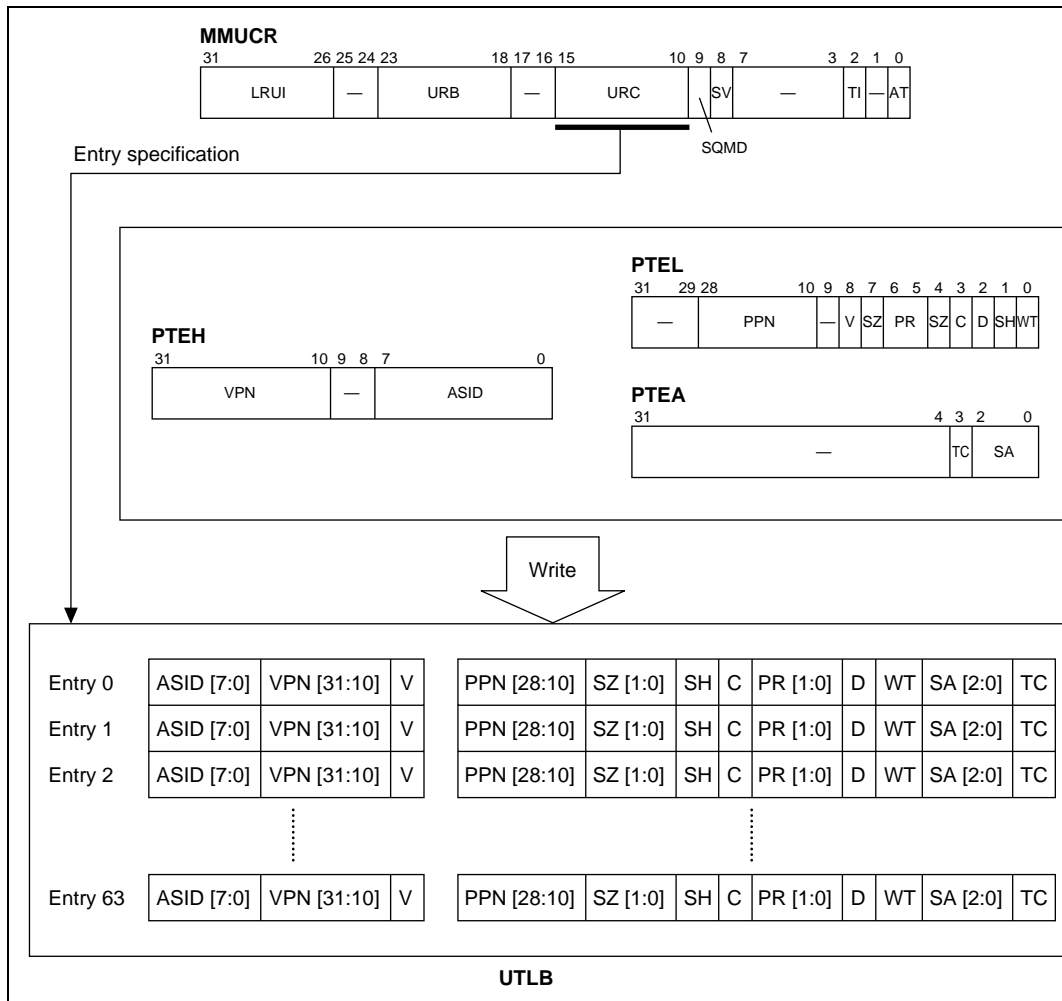 MMUCR
31 26 25 24 23 18 17 16 15 10 9 8 7 3 2 1 0
LRUI — URB — URC SV — TI — AT
SQMD
Entry specification
PTEL
31 29 28 10 9 8 7 6 5 4 3 2 1 0
— PPN — V SZ PR SZ C D SH WT
PTEH
31 10 9 8 7 0
VPN — ASID
PTEA
31 4 3 2 0
— TC SA
Write
Entry 0 ASID [7:0] VPN [31:10] V PPN [28:10] SZ [1:0] SH C PR [1:0] D WT SA [2:0] TC
Entry 1 ASID [7:0] VPN [31:10] V PPN [28:10] SZ [1:0] SH C PR [1:0] D WT SA [2:0] TC
Entry 2 ASID [7:0] VPN [31:10] V PPN [28:10] SZ [1:0] SH C PR [1:0] D WT SA [2:0] TC
Entry 63 ASID [7:0] VPN [31:10] V PPN [28:10] SZ [1:0] SH C PR [1:0] D WT SA [2:0] TC
UTLB